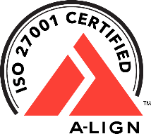 ISO 27001 CERTIFIED
TM
A-LIGN